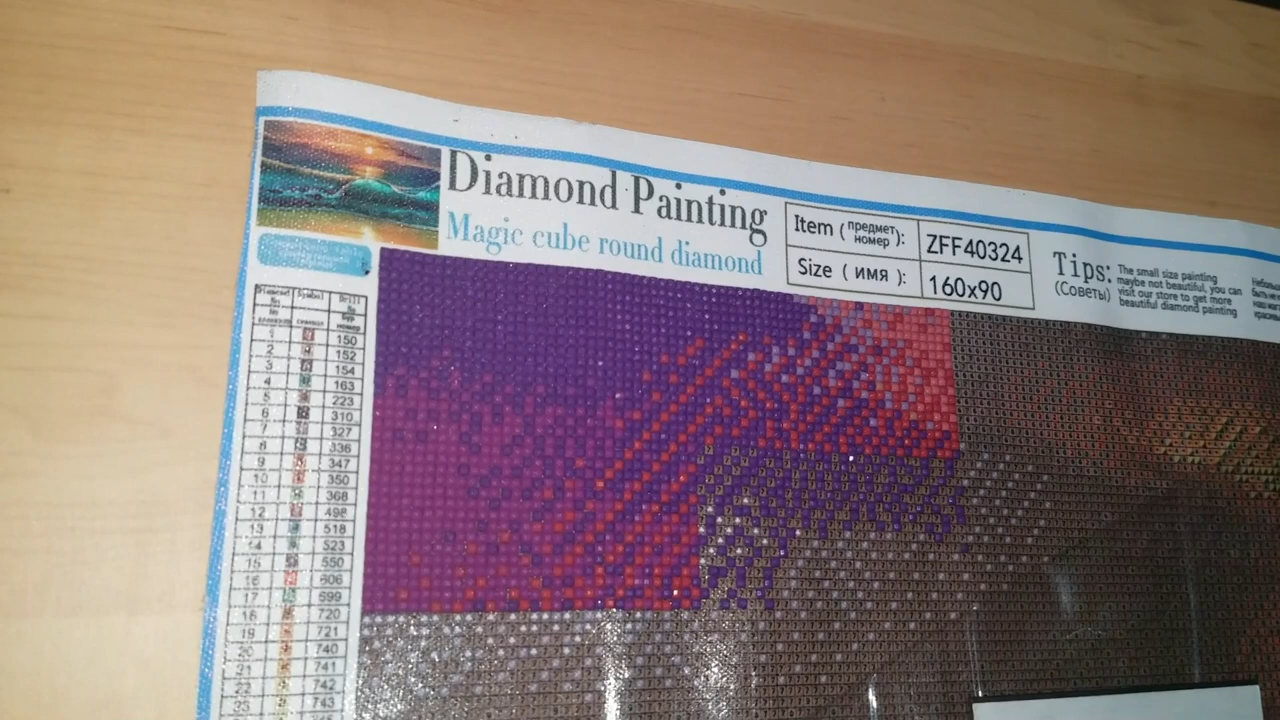 Diamond Painting
Magic cube round diamond
Item ( предмет номер ): ZFF40324
Size ( имя ): 160x90
Tips:
(Советы)
The small size painting
maybe not beautiful, you can
visit our store to get more
beautiful diamond painting
Symbol Drill
1 150
2 152
3 154
4 163
5 223
6 310
7 327
8 336
9 347
10 350
11 368
12 498
13 518
14 523
15 550
16 606
17 699
18 720
19 721
20 740
21 741
22 742
23 743